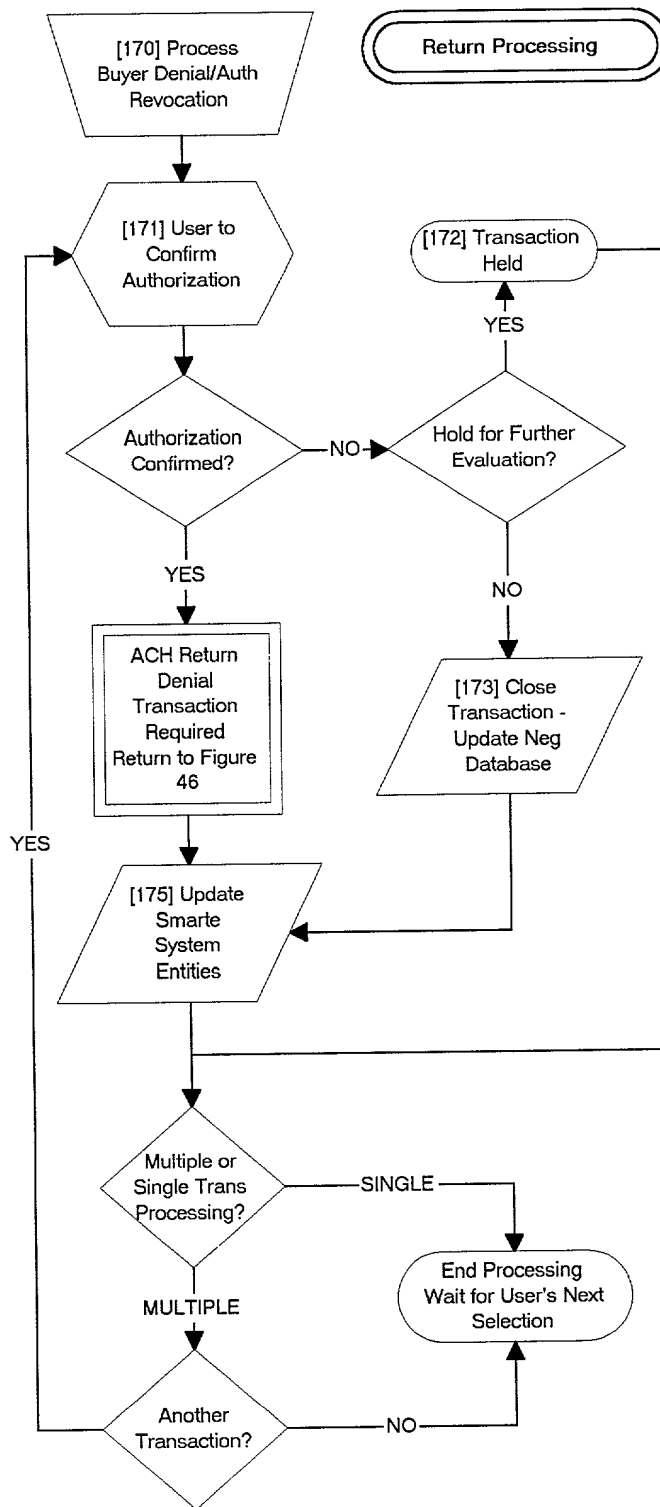 [170] Process
Buyer Denial/Auth
Revocation
Return Processing
[171] User to
Confirm
Authorization
[172] Transaction
Held
YES
Authorization
Confirmed?
NO
Hold for Further
Evaluation?
YES
NO
ACH Return
Denial
Transaction
Required
Return to Figure
46
[173] Close
Transaction -
Update Neg
Database
YES
[175] Update
Smarte
System
Entities
Multiple or
Single Trans
Processing?
SINGLE
End Processing
Wait for User's Next
Selection
MULTIPLE
Another
Transaction?
NO